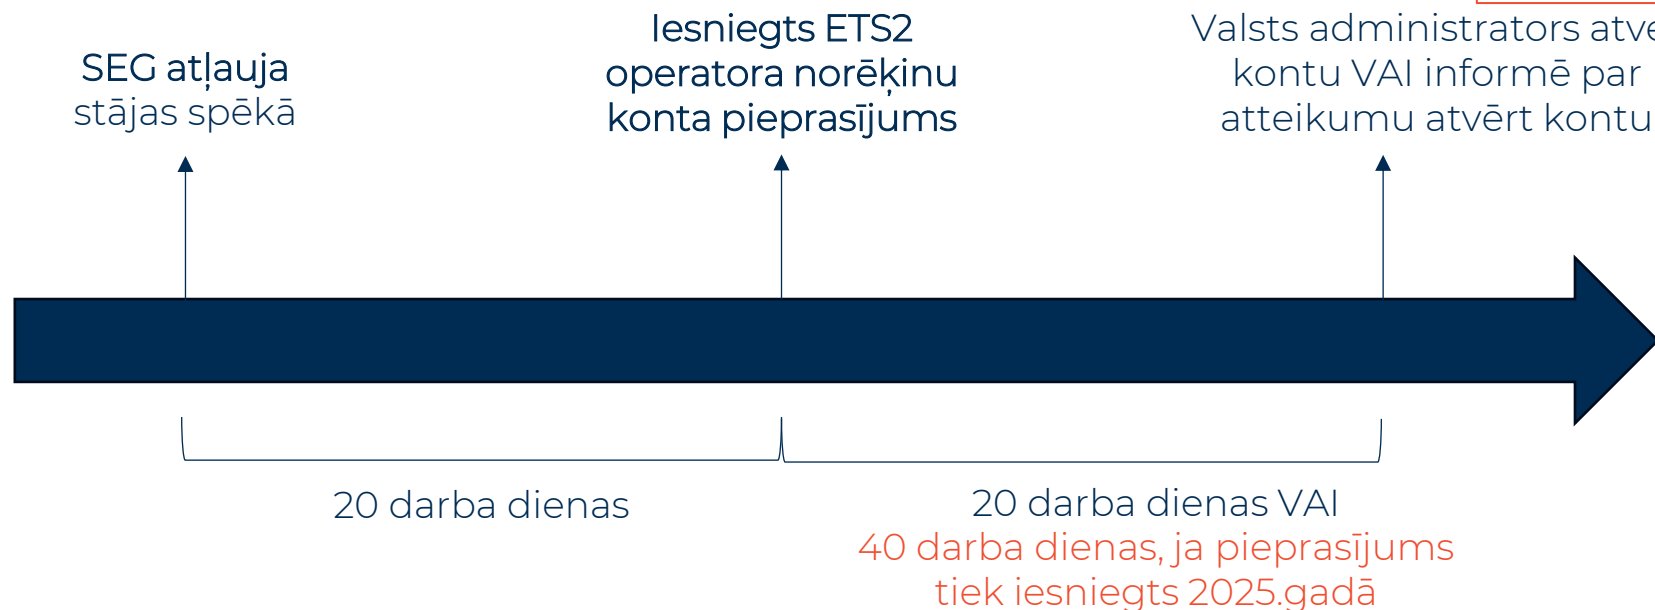 SEG atļauja
stājas spēkā
Iesniegts ETS2
operatora norēķinu
konta pieprasījums
Valsts administrators
kontu VAI informē par
atteikumu atvērt kontu
20 darba dienas
20 darba dienas VAI
40 darba dienas, ja pieprasījums
tiek iesniegts 2025.gadā